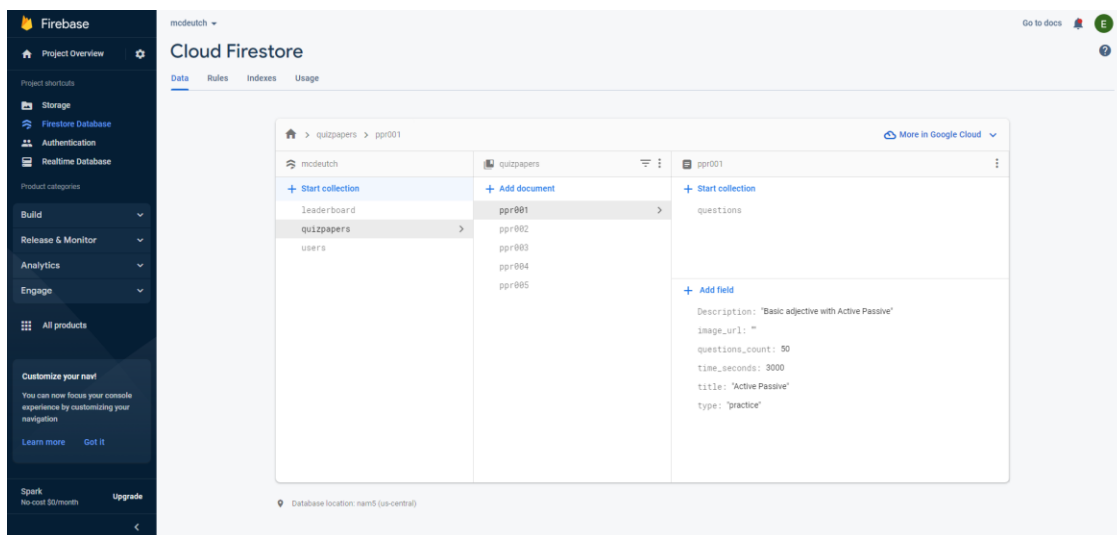 Firebase
Project Overview
Project shortcuts
Storage
Firestore Database
Authentication
Realtime Database
Product categories
Build
Release & Monitor
Analytics
Engage
All products
Customize your nav!
You can now focus your console
experience by customizing your
navigation
Learn more Got it
Spark
No-cost $0/month
Upgrade
mcdeutch
Go to docs
E
Cloud Firestore
Data Rules Indexes Usage
quizpapers > ppr001
More in Google Cloud
mcdeutch
+ Start collection
leaderboard
quizpapers
users
quizpapers
+ Add document
ppr001
ppr002
ppr003
ppr004
ppr005
ppr001
+ Start collection
questions
+ Add field
Description: "Basic adjective with Active Passive"
image_url: ""
questions_count: 50
time_seconds: 3000
title: "Active Passive"
type: "practice"
Database location: nam5 (us-central)